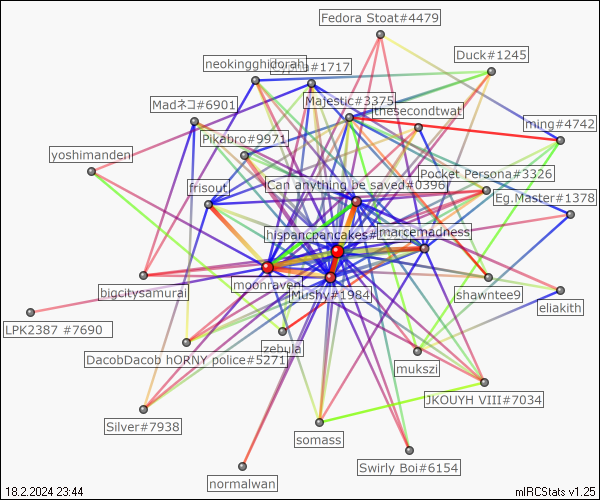 Fedora Stoat#4479
Duck#1245
neokingghidorah
#1717
Majestic#3375
Madネコ#6901
thesecondtwat
ming#4742
Pikabro#9971
yoshimanden
Pocket Persona#3326
frisout
Can anything be saved#0396
Eg.Master#1378
hispancpancakes#
marcemadness
moonraven
bigcitysamurai
Mushy#1984
shawntee9
eliakith
LPK2387 #7690
zebula
DacobDacob hORNY police#5271
mukszi
JKOUYH VIII#7034
Silver#7938
somass
Swirly Boi#6154
normalwan
18.2.2024 23:44
mIRCStats v1.25